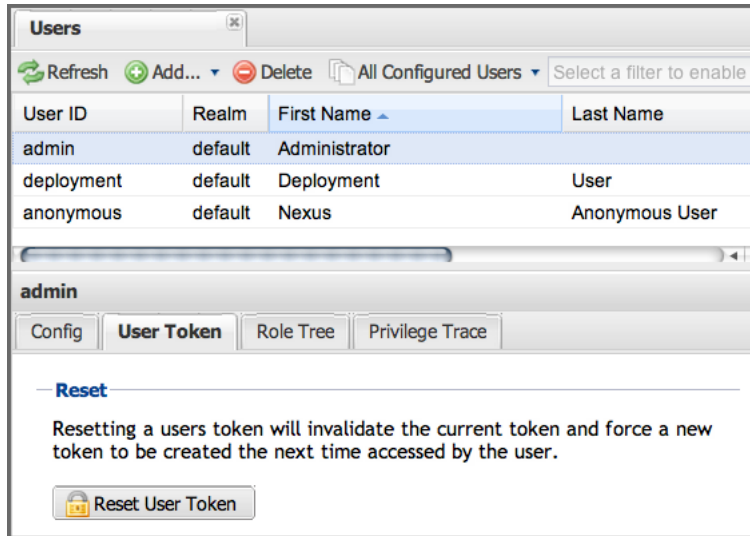 Users
Refresh Add... Delete All Configured Users Select a filter to enable
User ID Realm First Name Last Name
admin default Administrator
deployment default Deployment User
anonymous default Nexus Anonymous User
admin
Config User Token Role Tree Privilege Trace
Reset
Resetting a users token will invalidate the current token and force a new
token to be created the next time accessed by the user.
Reset User Token